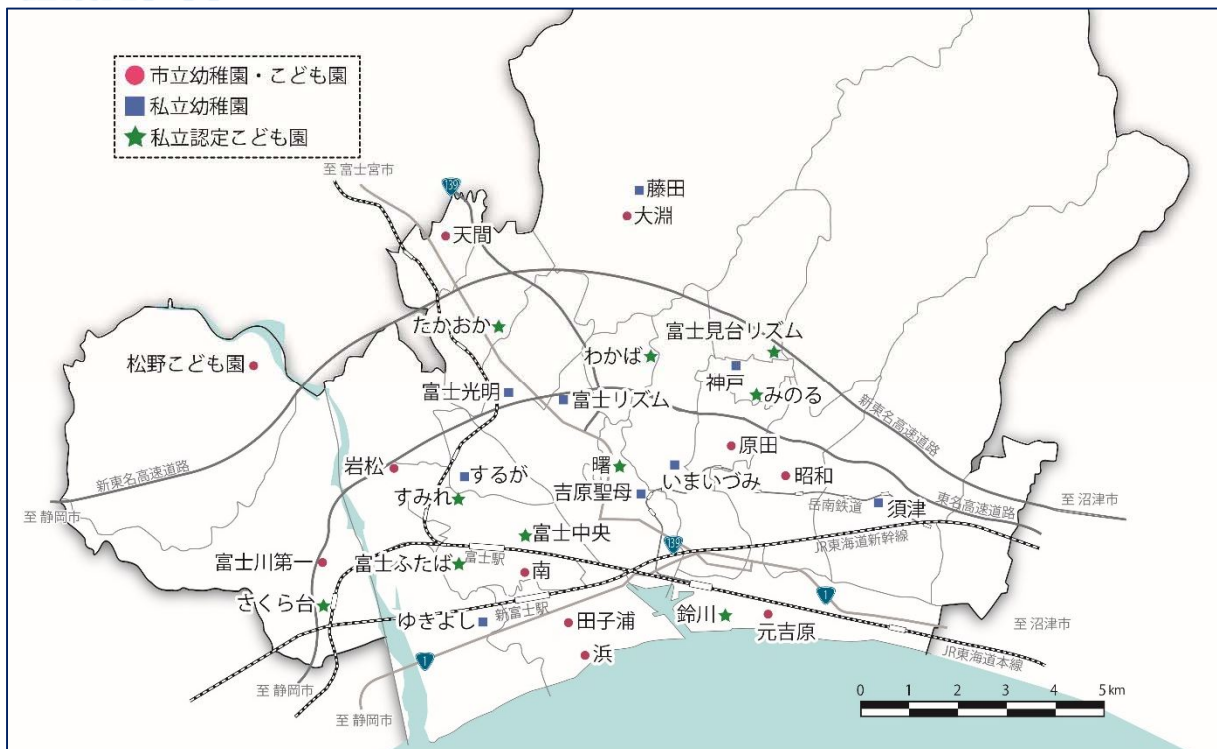 市立幼稚園・こども園
私立幼稚園
私立認定こども園
至 富士宮市
139
藤田
大淵
天間
たかおか
わかば
富士見台リズム
松野こども園
神戸
みのる
富士光明
富士リズム
新東名高速道路
原田
岩松
するが
曙
いまいづみ
昭和
新東名高速道路
すみれ
吉原聖母
岳南鉄道
須津
東名高速道路
至 沼津市
至 静岡市
富士中央
139
JR東海道新幹線
富士川第一
富士ふたば
富士駅
南
1
さくら台
ゆきよし
新富士駅
田子浦
鈴川
元吉原
至 沼津市
浜
JR東海道本線
1
至 静岡市
至 静岡市
0 1 2 3 4 5km